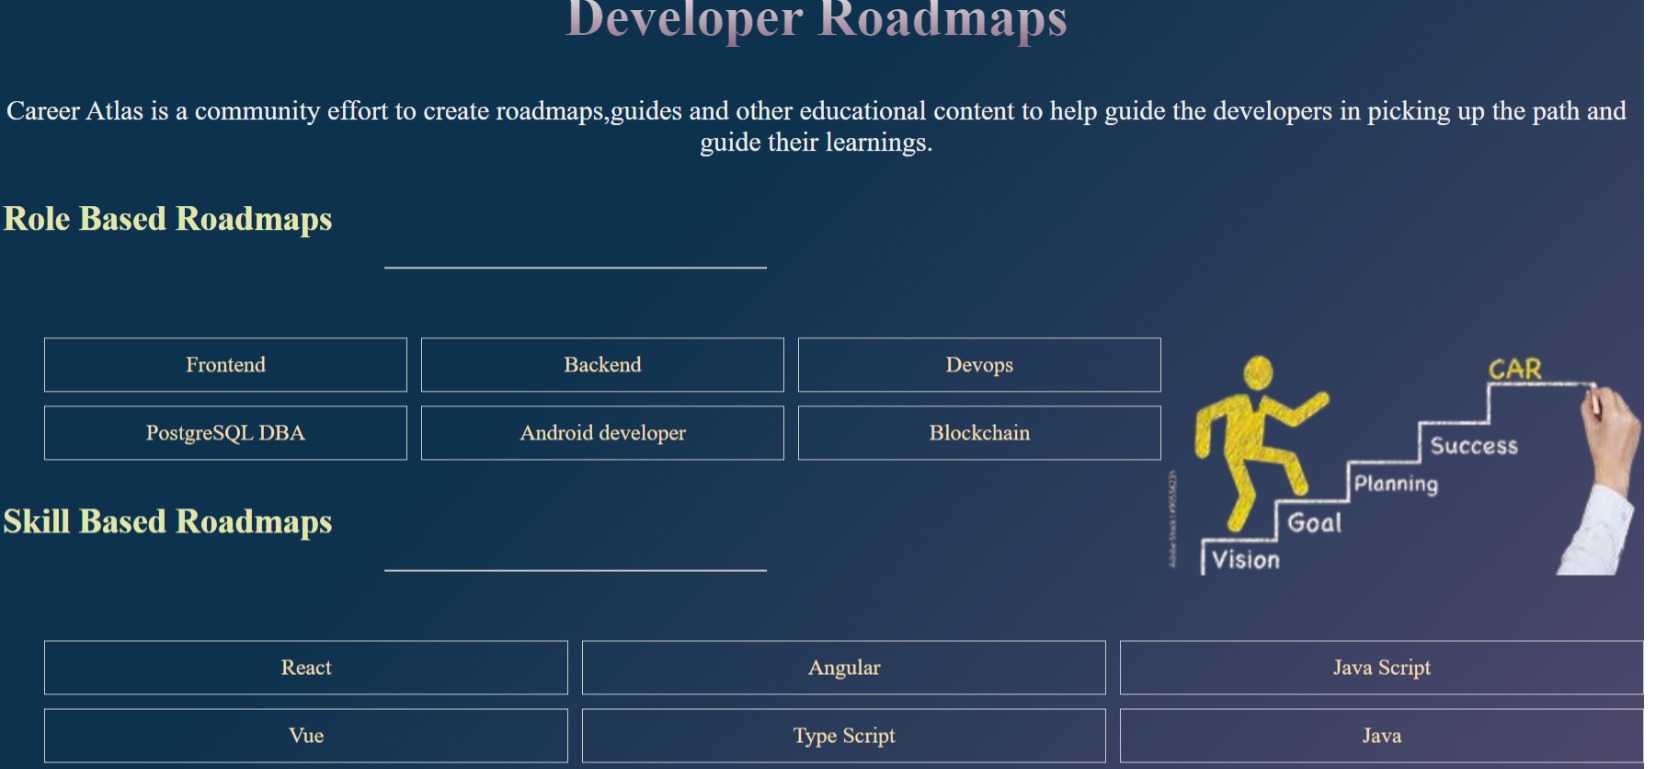 Developer Roadmaps
Career Atlas is a community effort to create roadmaps,guides and other educational content to help guide the developers in picking up the path and
guide their learnings.
Role Based Roadmaps
Frontend
Backend
Devops
PostgreSQL DBA
Android developer
Blockchain
CAR
Success
Planning
Goal
Vision
Skill Based Roadmaps
React
Angular
Java Script
Vue
Type Script
Java